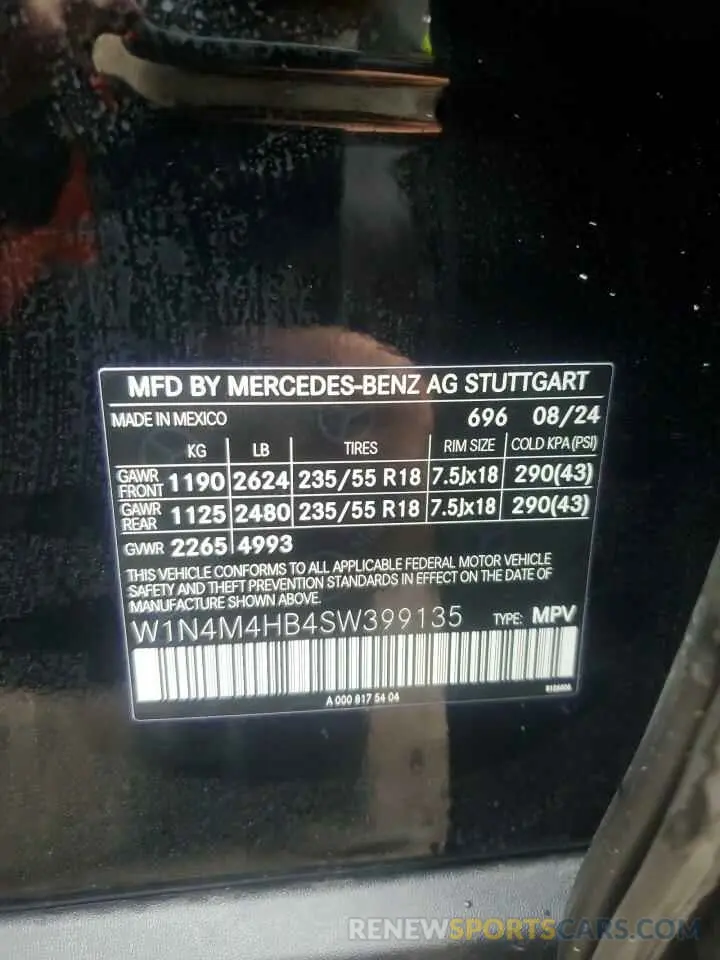 MFD BY MERCEDES-BENZ AG STUTTGART
MADE IN MEXICO 696 08/24
KG LB TIRES RIM SIZE COLD KPA (PSI)
GAWR FRONT 1190 2624 235/55 R18 7.5Jx18 290(43)
GAWR REAR 1125 2480 235/55 R18 7.5Jx18 290(43)
GVWR 2265 4993
THIS VEHICLE CONFORMS TO ALL APPLICABLE FEDERAL MOTOR VEHICLE
SAFETY AND THEFT PREVENTION STANDARDS IN EFFECT ON THE DATE OF
MANUFACTURE SHOWN ABOVE.
W1N4M4HB4SW399135 TYPE: MPV
A 000 817 54 04
RENEWSPORTSCARS.COM